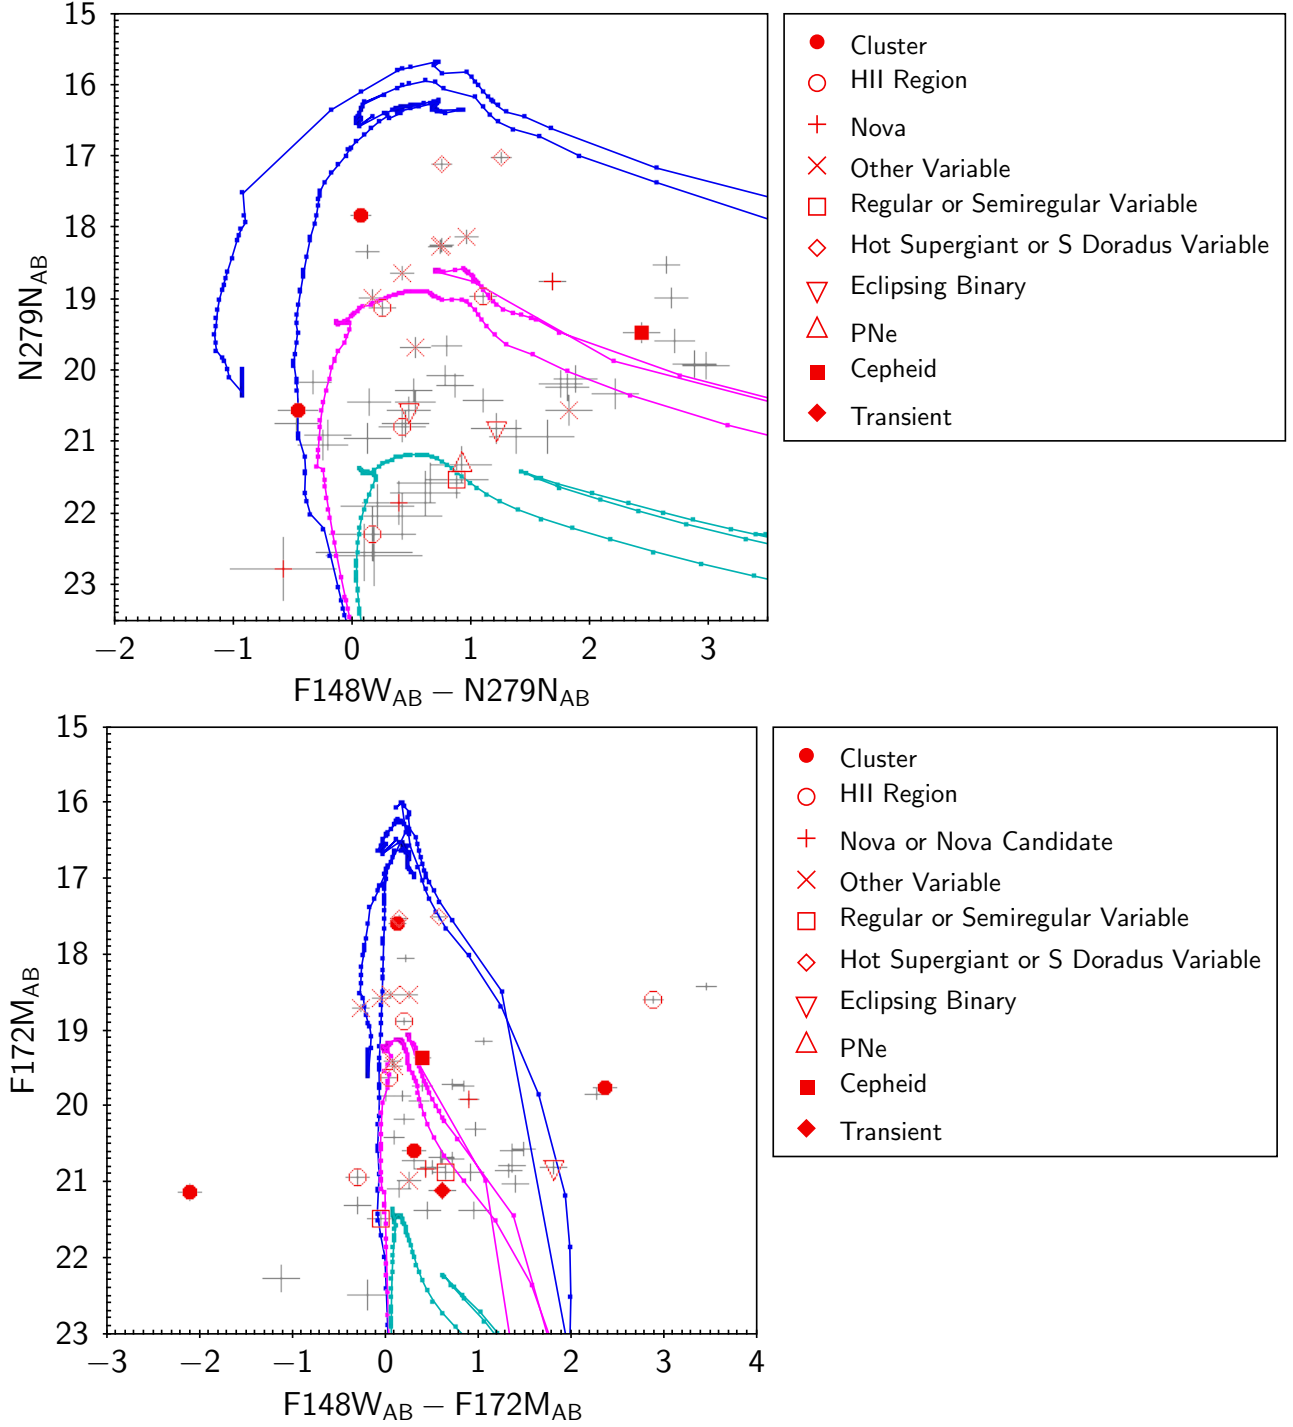 15
16
17
18
19
20
21
22
23
N279N_AB
−2 −1 0 1 2 3
F148W_AB − N279N_AB
Cluster
HII Region
Nova
Other Variable
Regular or Semiregular Variable
Hot Supergiant or S Doradus Variable
Eclipsing Binary
PNe
Cepheid
Transient
15
16
17
18
19
20
21
22
23
F172M_AB
−3 −2 −1 0 1 2 3 4
F148W_AB − F172M_AB
Cluster
HII Region
Nova or Nova Candidate
Other Variable
Regular or Semiregular Variable
Hot Supergiant or S Doradus Variable
Eclipsing Binary
PNe
Cepheid
Transient